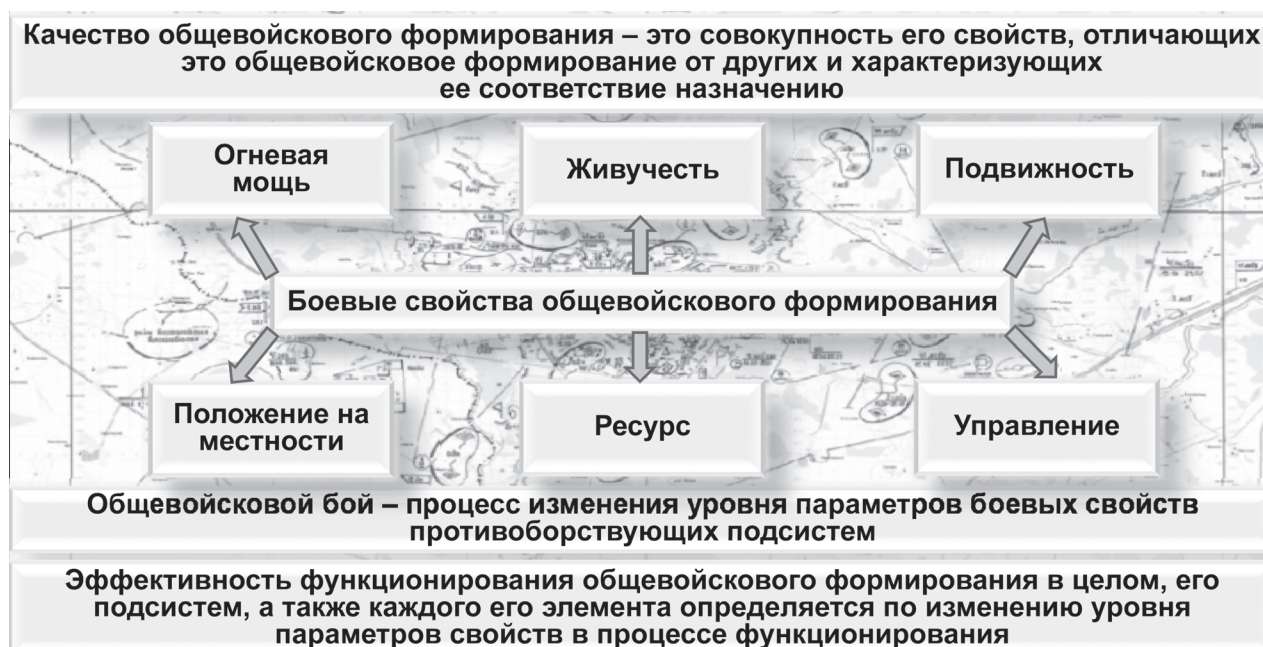 Качество общевойскового формирования – это совокупность его свойств, отличающих
это общевойсковое формирование от других и характеризующих
ее соответствие назначению
Огневая
мощь
Живучесть
Подвижность
Боевые свойства общевойскового формирования
Положение на
местности
Ресурс
Управление
Общевойсковой бой – процесс изменения уровня параметров боевых свойств
противоборствующих подсистем
Эффективность функционирования общевойскового формирования в целом, его
подсистем, а также каждого его элемента определяется по изменению уровня
параметров свойств в процессе функционирования